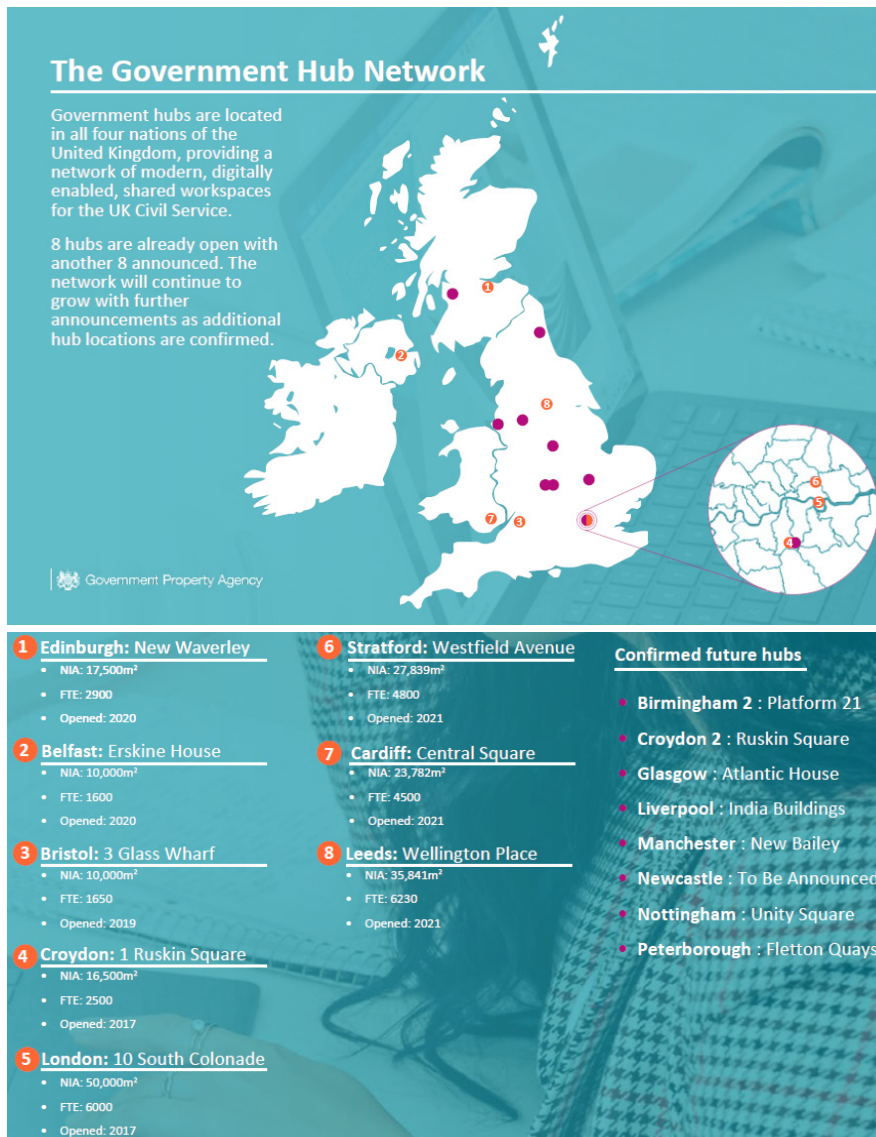 The Government Hub Network
Government hubs are located
in all four nations of the
United Kingdom, providing a
network of modern, digitally
enabled, shared workspaces
for the UK Civil Service.
8 hubs are already open with
another 8 announced. The
network will continue to
grow with further
announcements as additional
hub locations are confirmed.
1
2
8
7
3
6
5
4
Government Property Agency
1 Edinburgh: New Waverley
• NIA: 17,500m²
• FTE: 2900
• Opened: 2020
2 Belfast: Erskine House
• NIA: 10,000m²
• FTE: 1600
• Opened: 2020
3 Bristol: 3 Glass Wharf
• NIA: 10,000m²
• FTE: 1650
• Opened: 2019
4 Croydon: 1 Ruskin Square
• NIA: 16,500m²
• FTE: 2500
• Opened: 2017
5 London: 10 South Colonade
• NIA: 50,000m²
• FTE: 6000
• Opened: 2017
6 Stratford: Westfield Avenue
• NIA: 27,839m²
• FTE: 4800
• Opened: 2021
7 Cardiff: Central Square
• NIA: 23,782m²
• FTE: 4500
• Opened: 2021
8 Leeds: Wellington Place
• NIA: 35,841m²
• FTE: 6230
• Opened: 2021
Confirmed future hubs
• Birmingham 2 : Platform 21
• Croydon 2 : Ruskin Square
• Glasgow : Atlantic House
• Liverpool : India Buildings
• Manchester : New Bailey
• Newcastle : To Be Announced
• Nottingham : Unity Square
• Peterborough : Fletton Quays